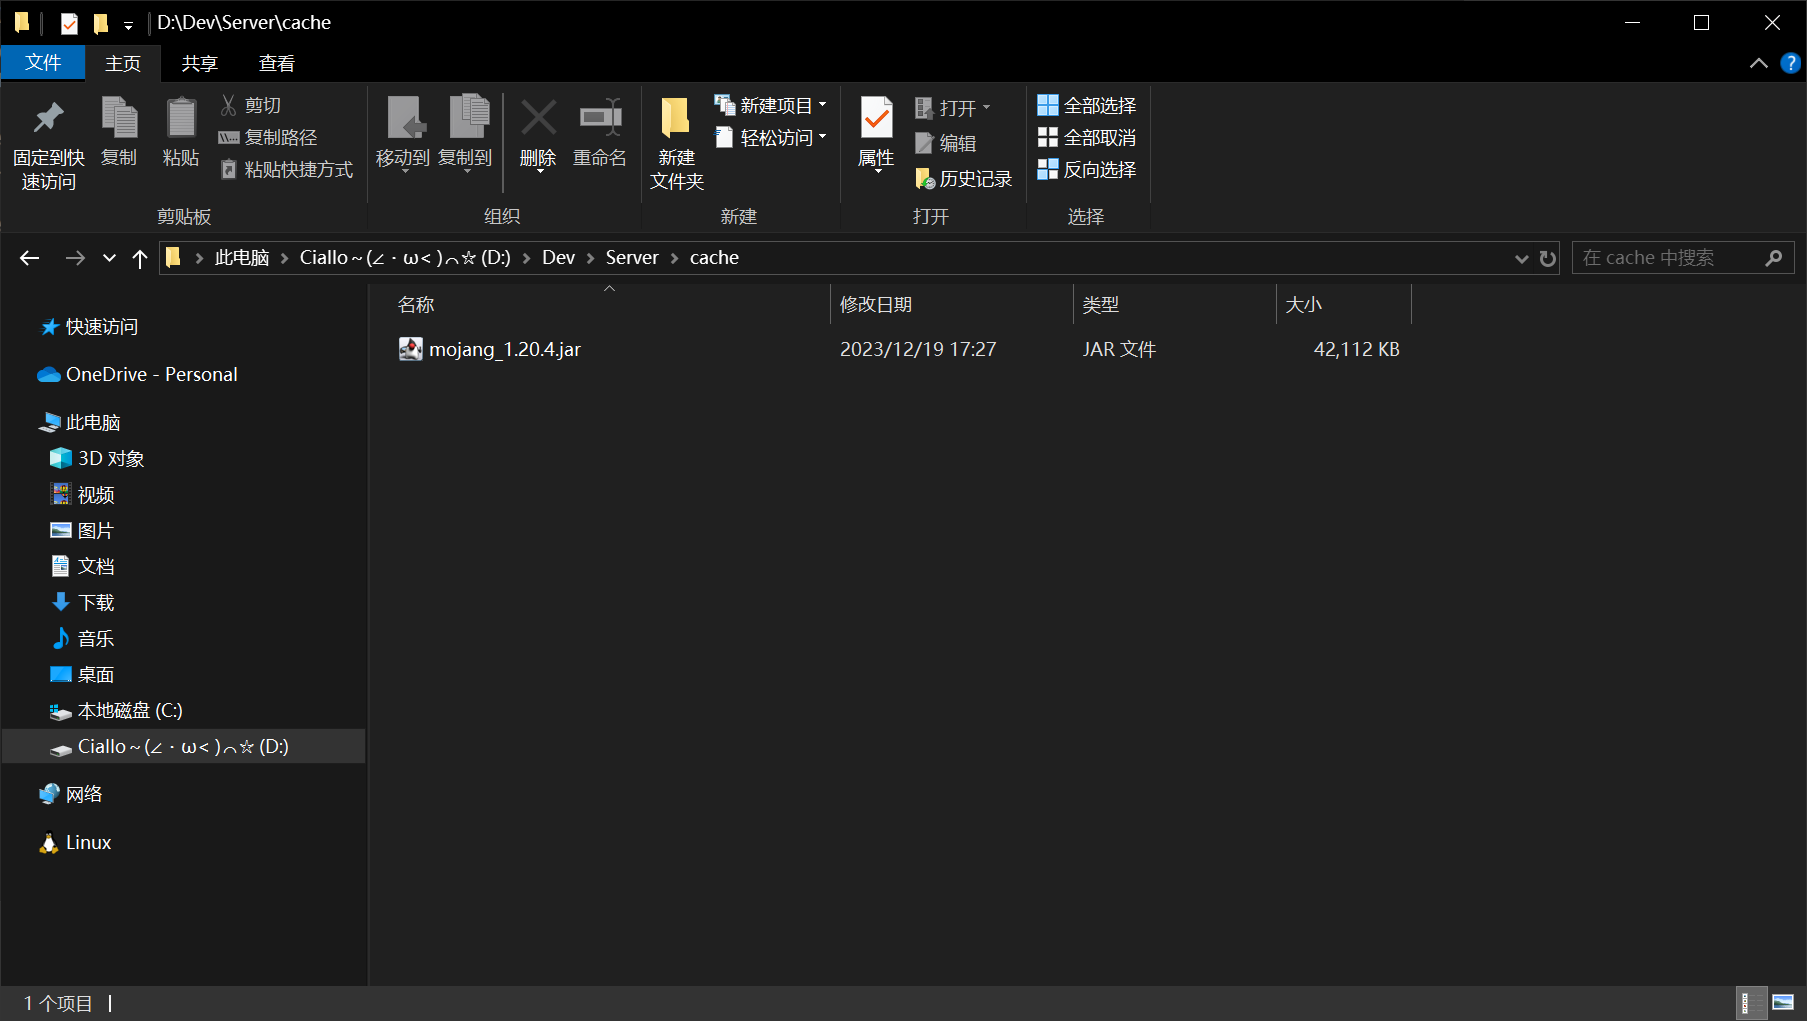 D:\Dev\Server\cache
文件 主页 共享 查看
固定到快
速访问
复制
粘贴
剪切
复制路径
粘贴快捷方式
剪贴板
移动到
复制到
删除
重命名
组织
新建
文件夹
新建项目
轻松访问
新建
属性
打开
编辑
历史记录
打开
全部选择
全部取消
反向选择
选择
此电脑 > Ciallo～(∠・ω< )⌒☆ (D:) > Dev > Server > cache
在 cache 中搜索
快速访问
OneDrive - Personal
此电脑
3D 对象
视频
图片
文档
下载
音乐
桌面
本地磁盘 (C:)
Ciallo～(∠・ω< )⌒☆ (D:)
网络
Linux
名称 修改日期 类型 大小
mojang_1.20.4.jar 2023/12/19 17:27 JAR 文件 42,112 KB
1 个项目